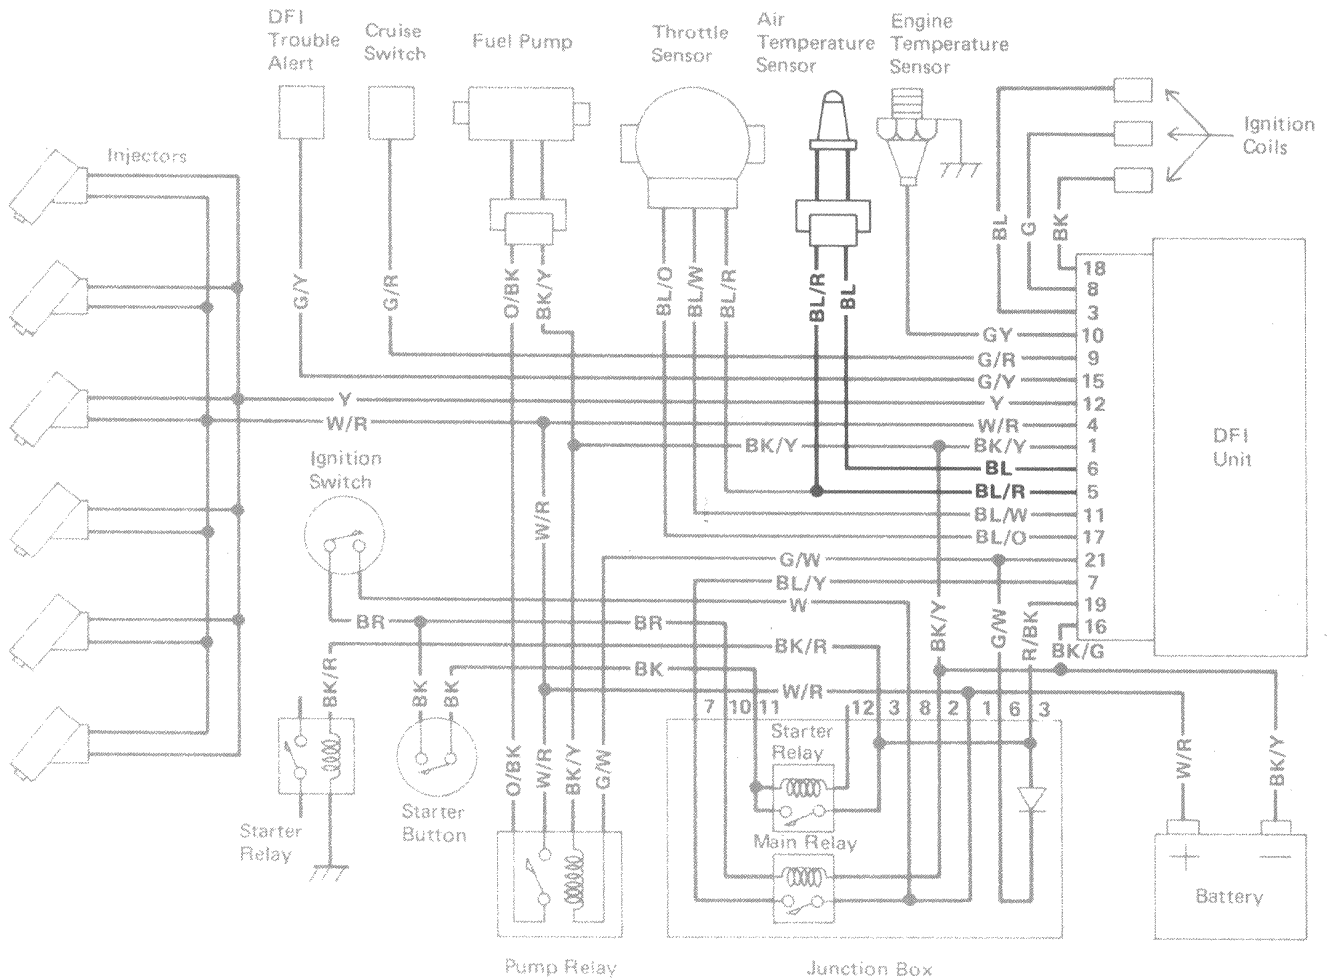 DFI
Trouble
Alert
Cruise
Switch
Fuel Pump
Throttle
Sensor
Air
Temperature
Sensor
Engine
Temperature
Sensor
Ignition
Coils
Injectors
BL
G
BK
G/Y
G/R
O/BK
BK/Y
BL/O
BL/W
BL/R
BL/R
BL
18
8
3
GY
10
G/R
9
G/Y
15
Y
Y
12
W/R
W/R
4
BK/Y
BK/Y
1
BL
6
BL/R
5
BL/W
11
BL/O
17
G/W
21
BL/Y
7
W
19
16
DFI
Unit
Ignition
Switch
W/R
BR
BR
BK/Y
G/W
R/BK
BK/G
BK/R
BK
BK/R
BK
BK
W/R
7
10
11
12
3
8
2
1
6
3
Starter
Relay
Main Relay
O/BK
W/R
BK/Y
G/W
W/R
BK/Y
Starter
Relay
Starter
Button
+
−
Battery
Pump Relay
Junction Box